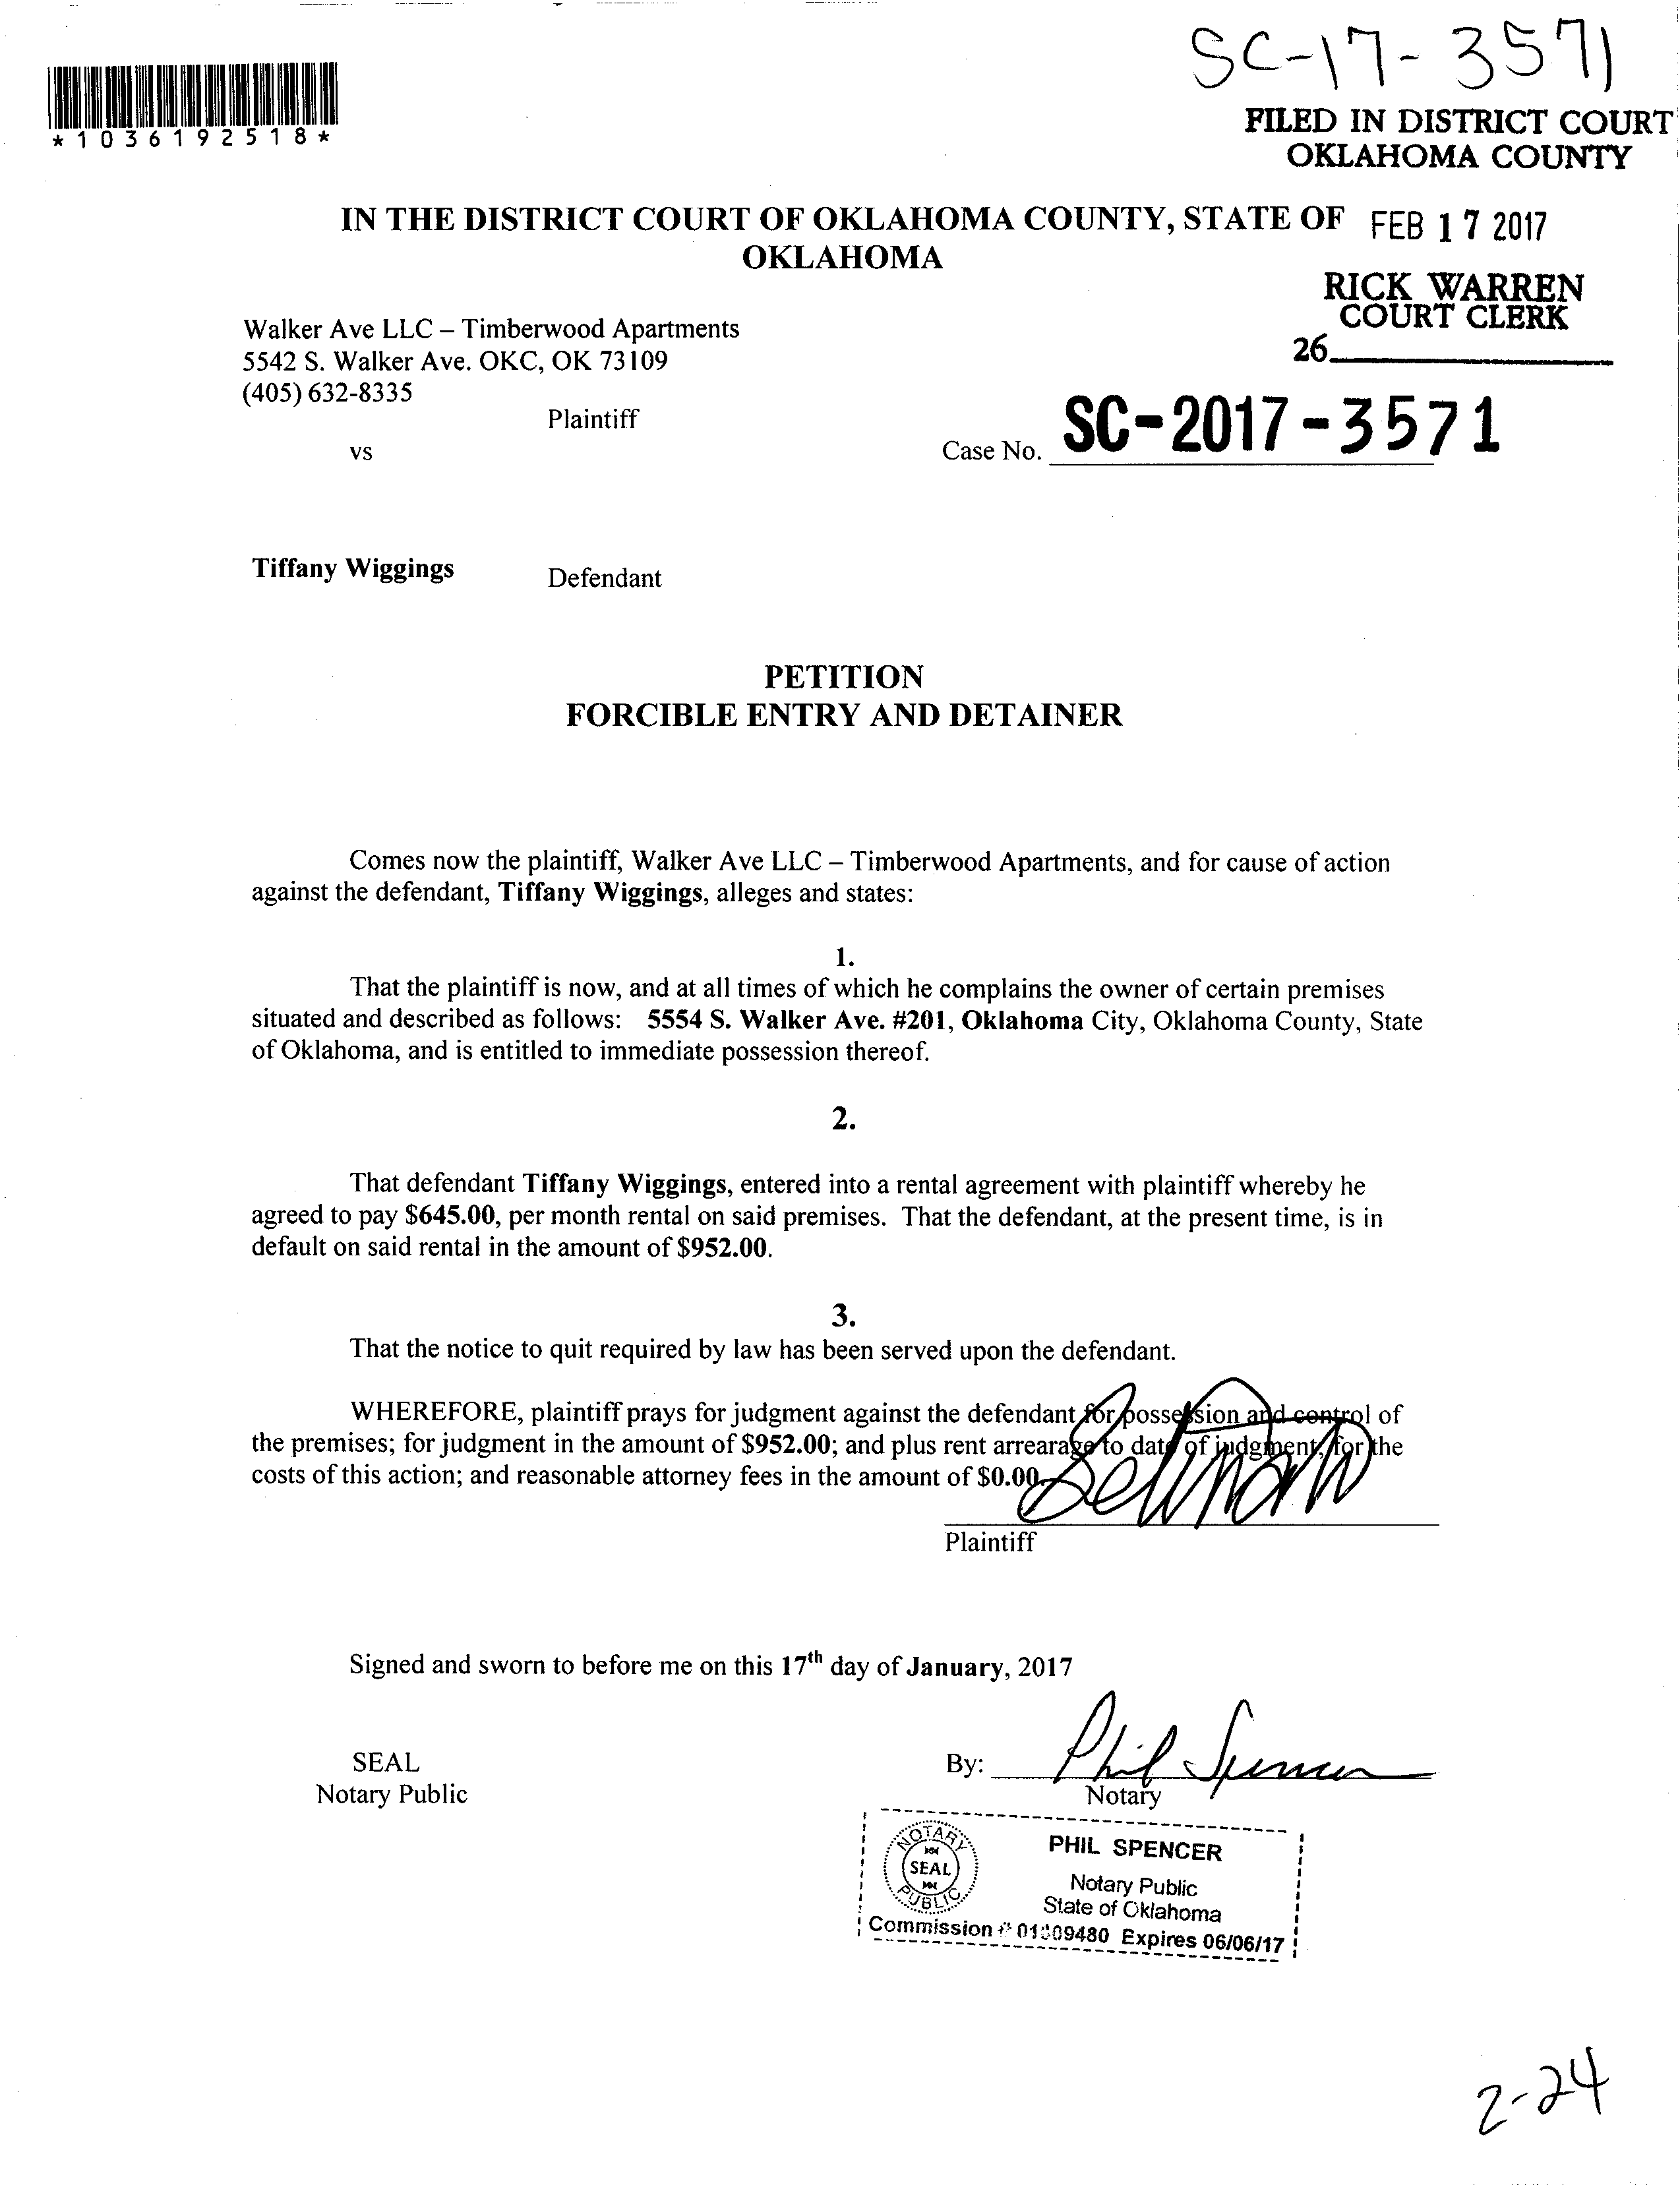 SC-17-3571
*1036192518*
FILED IN DISTRICT COURT
OKLAHOMA COUNTY
IN THE DISTRICT COURT OF OKLAHOMA COUNTY, STATE OF
OKLAHOMA
FEB 17 2017
RICK WARREN
COURT CLERK
26
Walker Ave LLC – Timberwood Apartments
5542 S. Walker Ave. OKC, OK 73109
(405) 632-8335
Plaintiff
vs
Case No. SC-2017-3571
Tiffany Wiggings Defendant
PETITION
FORCIBLE ENTRY AND DETAINER
Comes now the plaintiff, Walker Ave LLC – Timberwood Apartments, and for cause of action
against the defendant, Tiffany Wiggings, alleges and states:
1.
That the plaintiff is now, and at all times of which he complains the owner of certain premises
situated and described as follows: 5554 S. Walker Ave. #201, Oklahoma City, Oklahoma County, State
of Oklahoma, and is entitled to immediate possession thereof.
2.
That defendant Tiffany Wiggings, entered into a rental agreement with plaintiff whereby he
agreed to pay $645.00, per month rental on said premises. That the defendant, at the present time, is in
default on said rental in the amount of $952.00.
3.
That the notice to quit required by law has been served upon the defendant.
WHEREFORE, plaintiff prays for judgment against the defendant for possession and control of
the premises; for judgment in the amount of $952.00; and plus rent arrearage to date of judgment, for the
costs of this action; and reasonable attorney fees in the amount of $0.00.
Plaintiff
Signed and sworn to before me on this 17th day of January, 2017
SEAL
Notary Public
By: Phil Spencer
Notary
NOTARY
SEAL
PUBLIC
PHIL SPENCER
Notary Public
State of Oklahoma
Commission # Expires 06/06/17
2-24